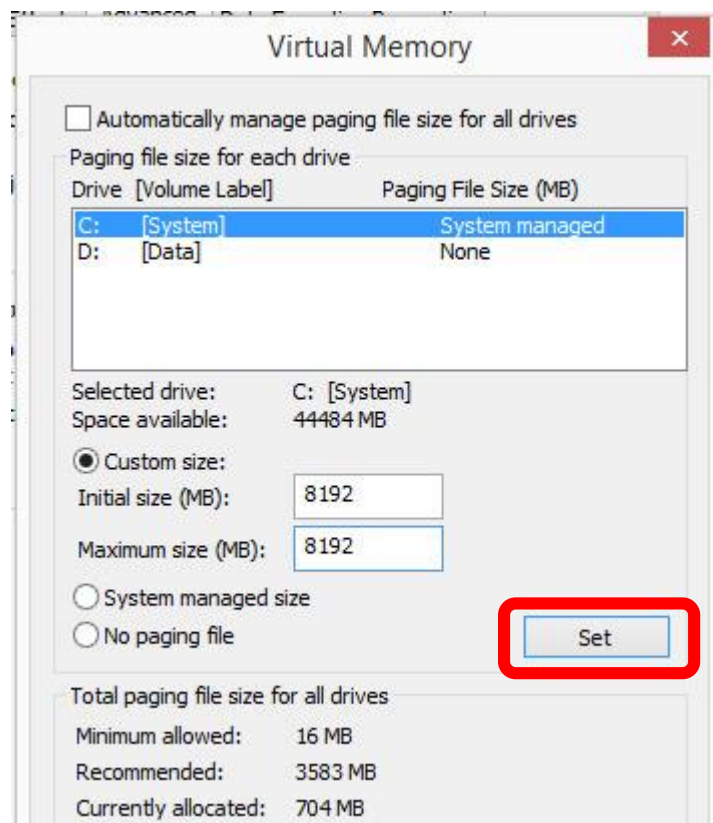 Advanced
Virtual Memory
Automatically manage paging file size for all drives
Paging file size for each drive
Drive [Volume Label] Paging File Size (MB)
C: [System] System managed
D: [Data] None
Selected drive: C: [System]
Space available: 44484 MB
Custom size:
Initial size (MB): 8192
Maximum size (MB): 8192
System managed size
No paging file
Set
Total paging file size for all drives
Minimum allowed: 16 MB
Recommended: 3583 MB
Currently allocated: 704 MB